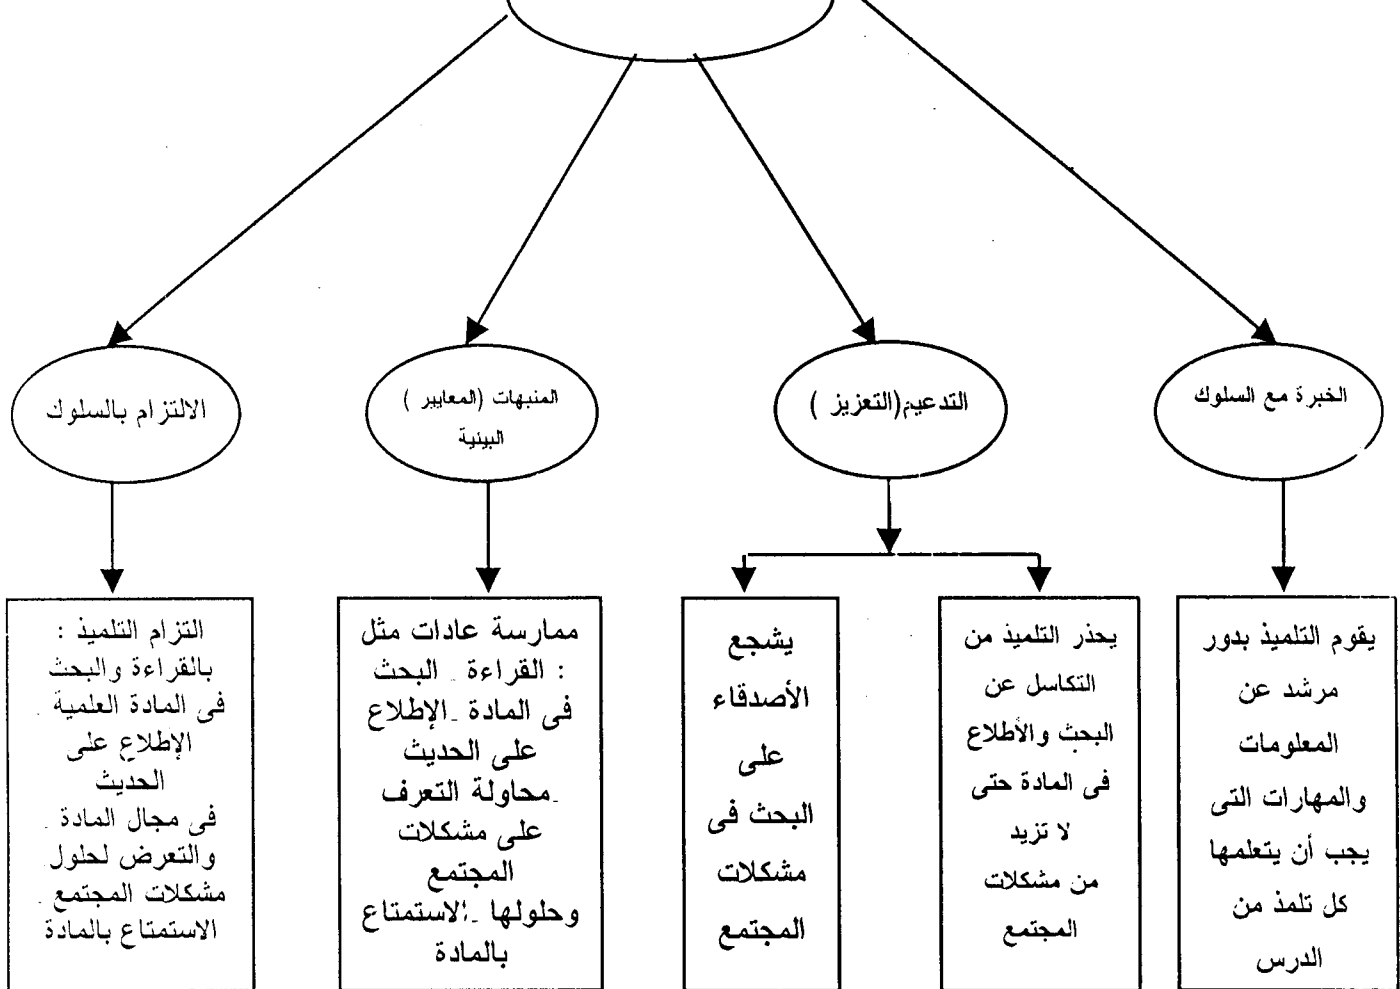 الخبرة مع السلوك
التدعيم(التعزيز )
المنبهات (المعايير )
البيئية
الالتزام بالسلوك
يقوم التلميذ بدور
مرشد عن
المعلومات
والمهارات التى
يجب أن يتعلمها
كل تلمذ من
الدرس
يحذر التلميذ من
التكاسل عن
البحث والأطلاع
فى المادة حتى
لا تزيد
من مشكلات
المجتمع
يشجع
الأصدقاء
على
البحث فى
مشكلات
المجتمع
ممارسة عادات مثل
: القراءة - البحث
فى المادة -الإطلاع
على الحديث
-محاولة التعرف
على مشكلات
المجتمع
وحلولها -الاستمتاع
بالمادة
التزام التلميذ :
بالقراءة والبحث
فى المادة العلمية -
الإطلاع على
الحديث
فى مجال المادة -
والتعرض لحلول
مشكلات المجتمع -
الاستمتاع بالمادة